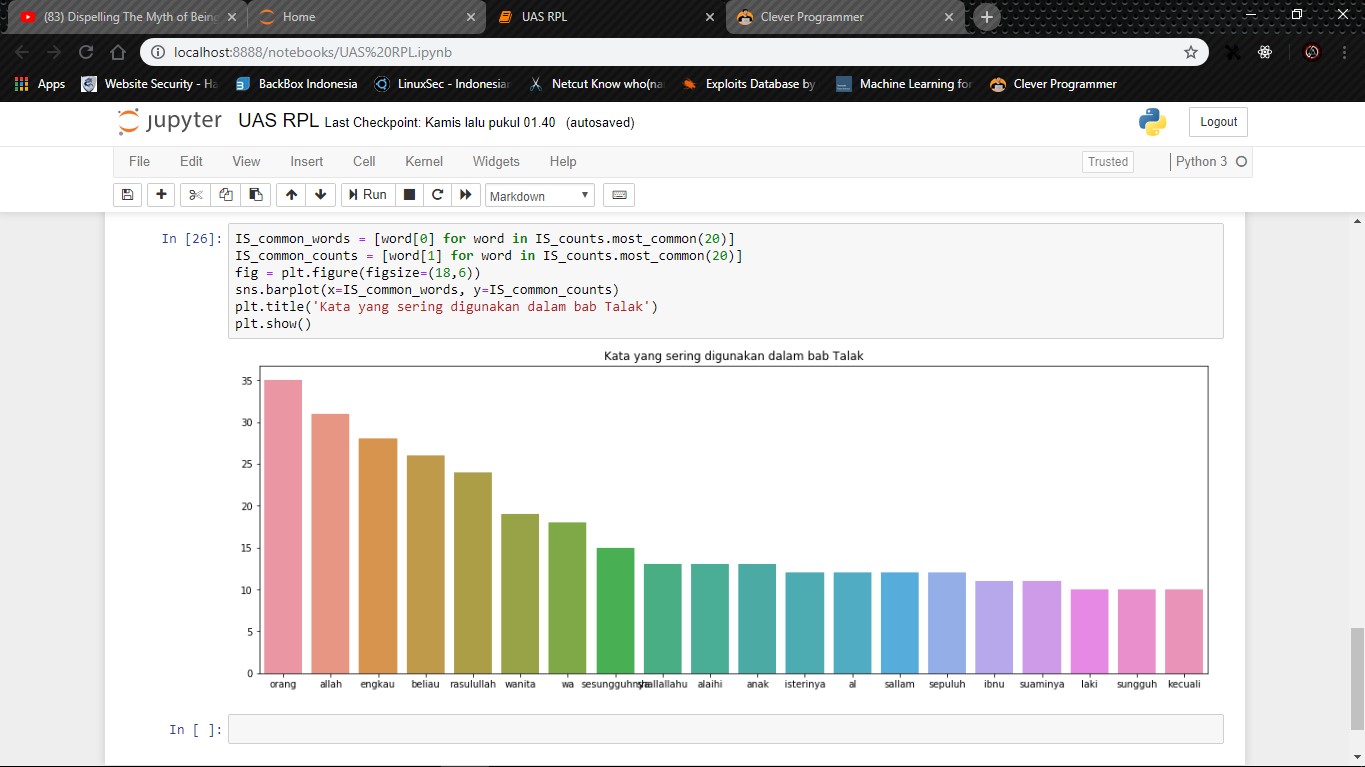 (83) Dispelling The Myth of Bein
Home
UAS RPL
Clever Programmer
localhost:8888/notebooks/UAS%20RPL.ipynb
Apps
Website Security - Ha
BackBox Indonesia
LinuxSec - Indonesian
Netcut Know who(na
Exploits Database by
Machine Learning for
Clever Programmer
jupyter UAS RPL Last Checkpoint: Kamis lalu pukul 01.40 (autosaved)
Logout
File Edit View Insert Cell Kernel Widgets Help
Trusted
Python 3
Run
Markdown
In [26]:
IS_common_words = [word[0] for word in IS_counts.most_common(20)]
IS_common_counts = [word[1] for word in IS_counts.most_common(20)]
fig = plt.figure(figsize=(18,6))
sns.barplot(x=IS_common_words, y=IS_common_counts)
plt.title('Kata yang sering digunakan dalam bab Talak')
plt.show()
Kata yang sering digunakan dalam bab Talak
35
30
25
20
15
10
5
0
orang allah engkau beliau rasulullah wanita wa sesungguhnya shallallahu alaihi anak isterinya al sallam sepuluh ibnu suaminya laki sungguh kecuali
In [ ]: